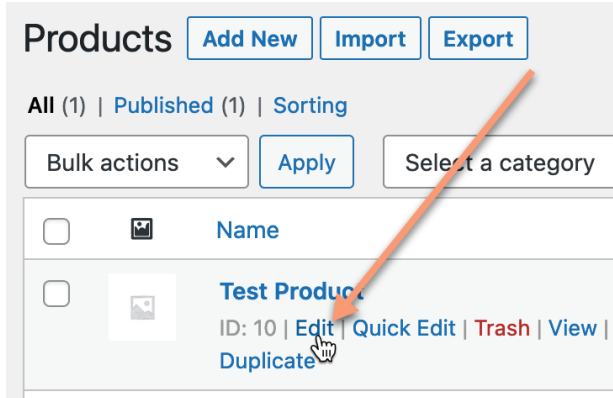 Products Add New Import Export
All (1) | Published (1) | Sorting
Bulk actions Apply Select a category
Name
Test Product
ID: 10 | Edit | Quick Edit | Trash | View |
Duplicate